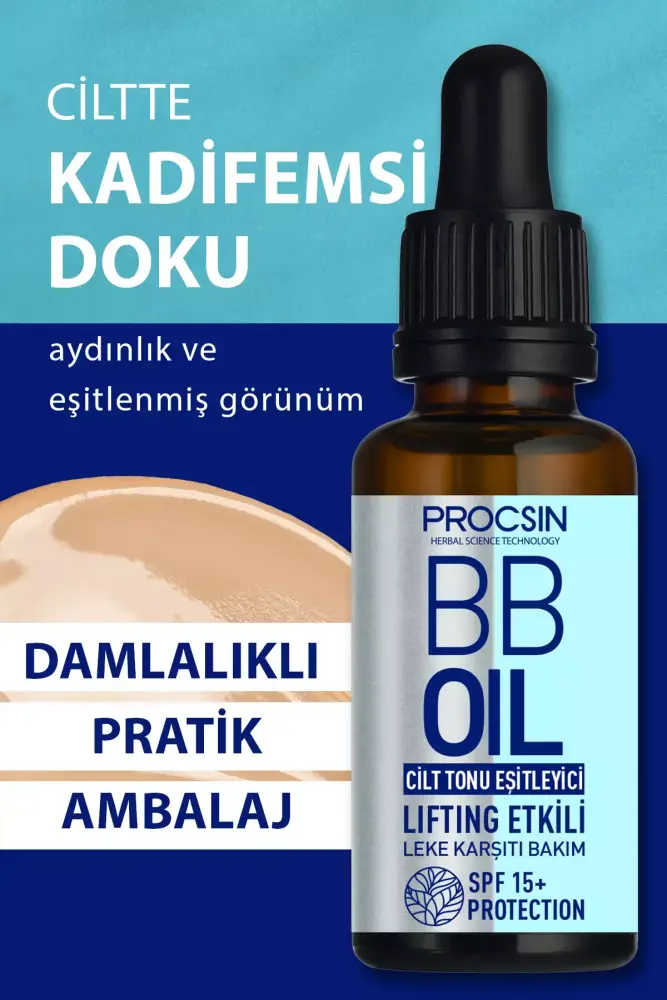 CİLTTE
KADİFEMSİ
DOKU
aydınlık ve
eşitlenmiş görünüm
DAMLALIKLI
PRATİK
AMBALAJ
PROCSIN
HERBAL SCIENCE TECHNOLOGY
BB
OIL
CİLT TONU EŞİTLEYİCİ
LIFTING ETKİLİ
LEKE KARŞITI BAKIM
SPF 15+
PROTECTION